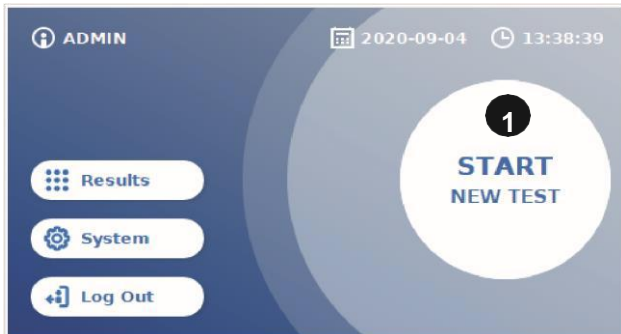 ADMIN
2020-09-04
13:38:39
1
START
NEW TEST
Results
System
Log Out